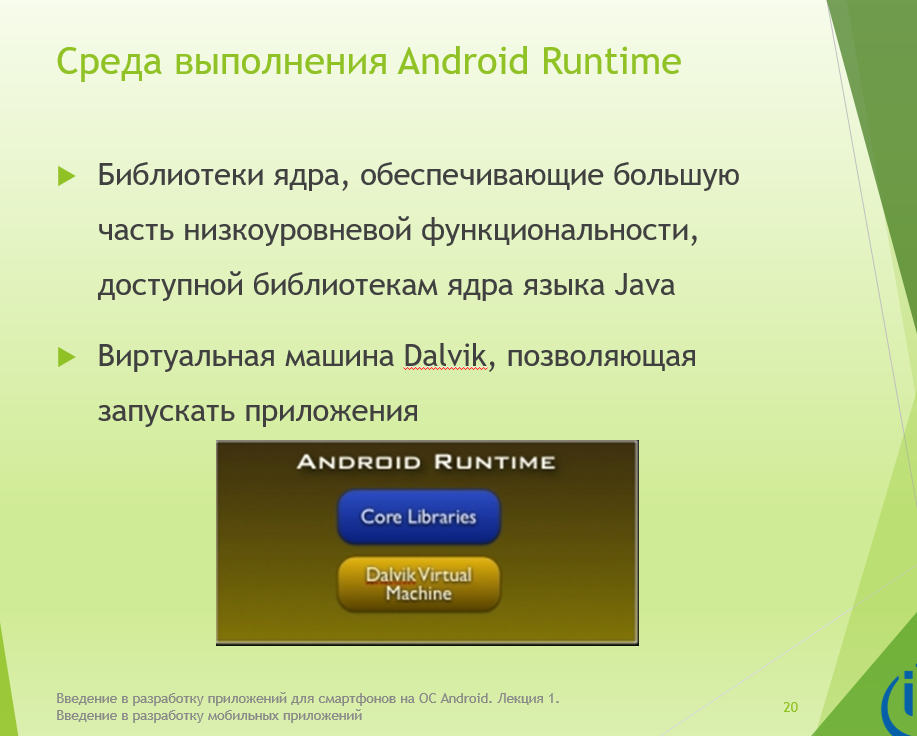 Среда выполнения Android Runtime
Библиотеки ядра, обеспечивающие большую
часть низкоуровневой функциональности,
доступной библиотекам ядра языка Java
Виртуальная машина Dalvik, позволяющая
запускать приложения
ANDROID RUNTIME
Core Libraries
Dalvik Virtual
Machine
Введение в разработку приложений для смартфонов на ОС Android. Лекция 1.
Введение в разработку мобильных приложений
20